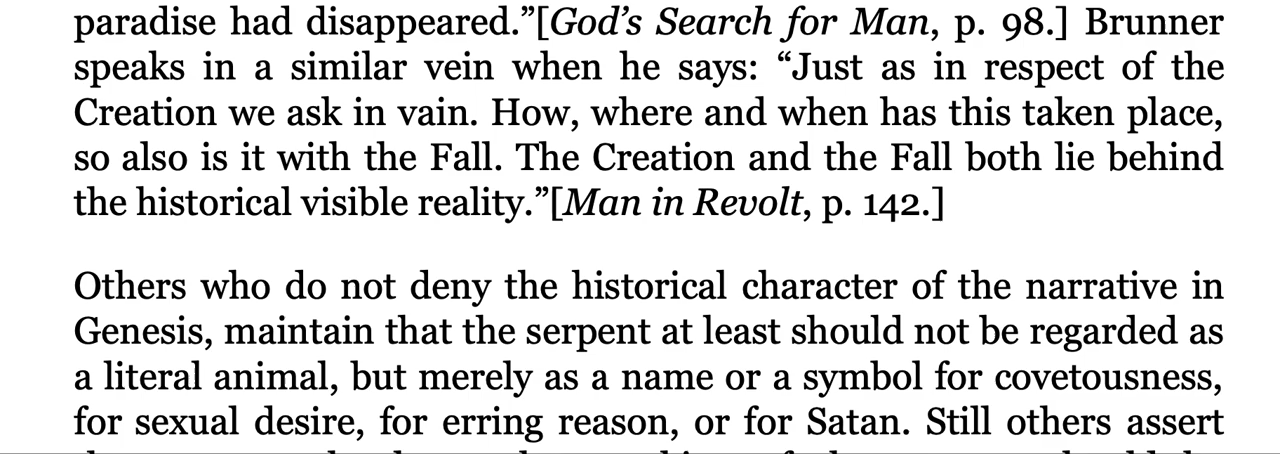 paradise had disappeared.”[God’s Search for Man, p. 98.] Brunner
speaks in a similar vein when he says: “Just as in respect of the
Creation we ask in vain. How, where and when has this taken place,
so also is it with the Fall. The Creation and the Fall both lie behind
the historical visible reality.”[Man in Revolt, p. 142.]
Others who do not deny the historical character of the narrative in
Genesis, maintain that the serpent at least should not be regarded as
a literal animal, but merely as a name or a symbol for covetousness,
for sexual desire, for erring reason, or for Satan. Still others assert